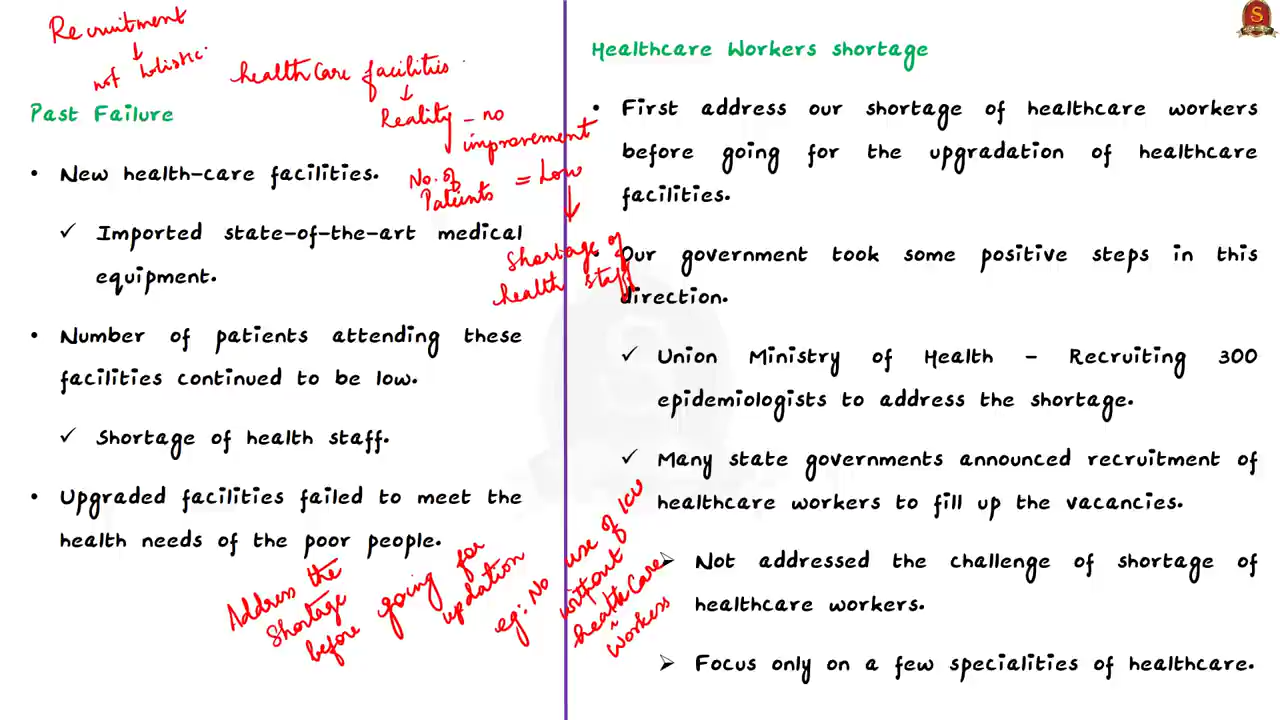 Recruitment
↓
not holistic.
healthcare facilities.
↓
Reality - no
improvement
↓
No. of
Patients = Low
↓
Shortage of
health staff
Past Failure
• New health-care facilities.
✓ Imported state-of-the-art medical
equipment.
• Number of patients attending these
facilities continued to be low.
✓ Shortage of health staff.
• Upgraded facilities failed to meet the
health needs of the poor people.
Address the
shortage
before
going for
updation
eg: No use of ICU
without
healthcare
workers
Healthcare Workers shortage
• First address our shortage of healthcare workers
before going for the upgradation of healthcare
facilities.
• Our government took some positive steps in this
direction.
✓ Union Ministry of Health - Recruiting 300
epidemiologists to address the shortage.
✓ Many state governments announced recruitment of
healthcare workers to fill up the vacancies.
➢ Not addressed the challenge of shortage of
healthcare workers.
➢ Focus only on a few specialities of healthcare.
S